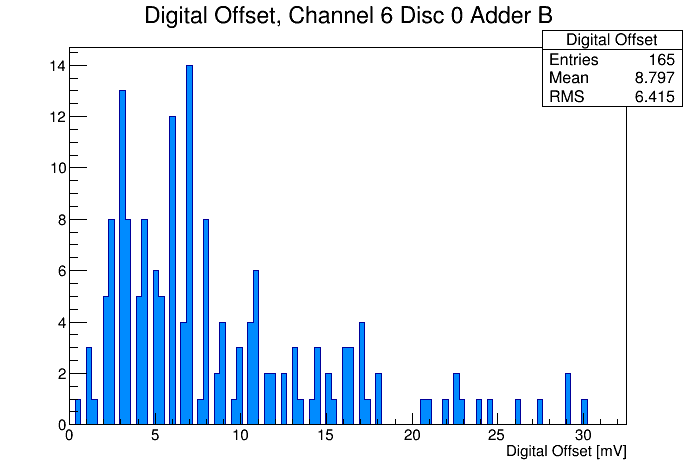 Digital Offset, Channel 6 Disc 0 Adder B
Digital Offset
Entries 165
Mean 8.797
RMS 6.415
14
12
10
8
6
4
2
0
0 5 10 15 20 25 30
Digital Offset [mV]